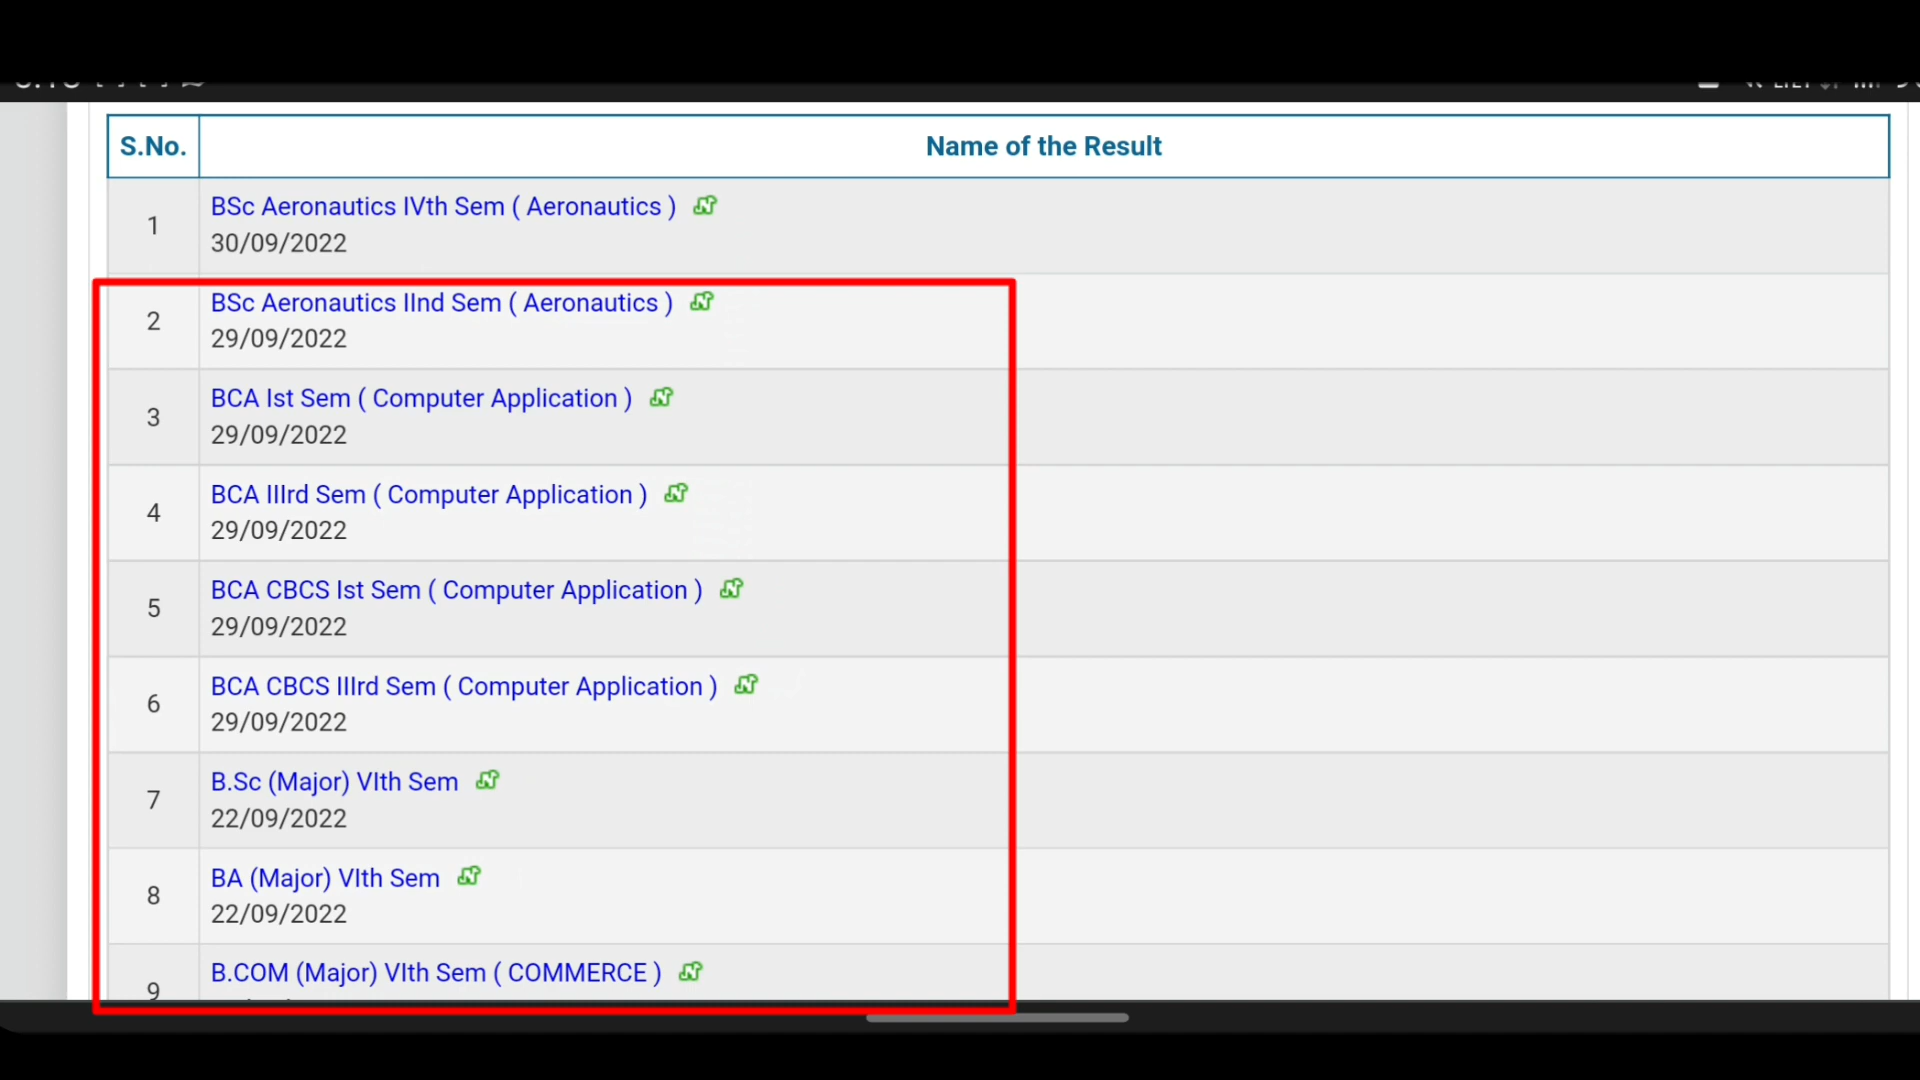 S.No. Name of the Result
1 BSc Aeronautics IVth Sem ( Aeronautics )
30/09/2022
2 BSc Aeronautics IInd Sem ( Aeronautics )
29/09/2022
3 BCA Ist Sem ( Computer Application )
29/09/2022
4 BCA IIIrd Sem ( Computer Application )
29/09/2022
5 BCA CBCS Ist Sem ( Computer Application )
29/09/2022
6 BCA CBCS IIIrd Sem ( Computer Application )
29/09/2022
7 B.Sc (Major) VIth Sem
22/09/2022
8 BA (Major) VIth Sem
22/09/2022
9 B.COM (Major) VIth Sem ( COMMERCE )